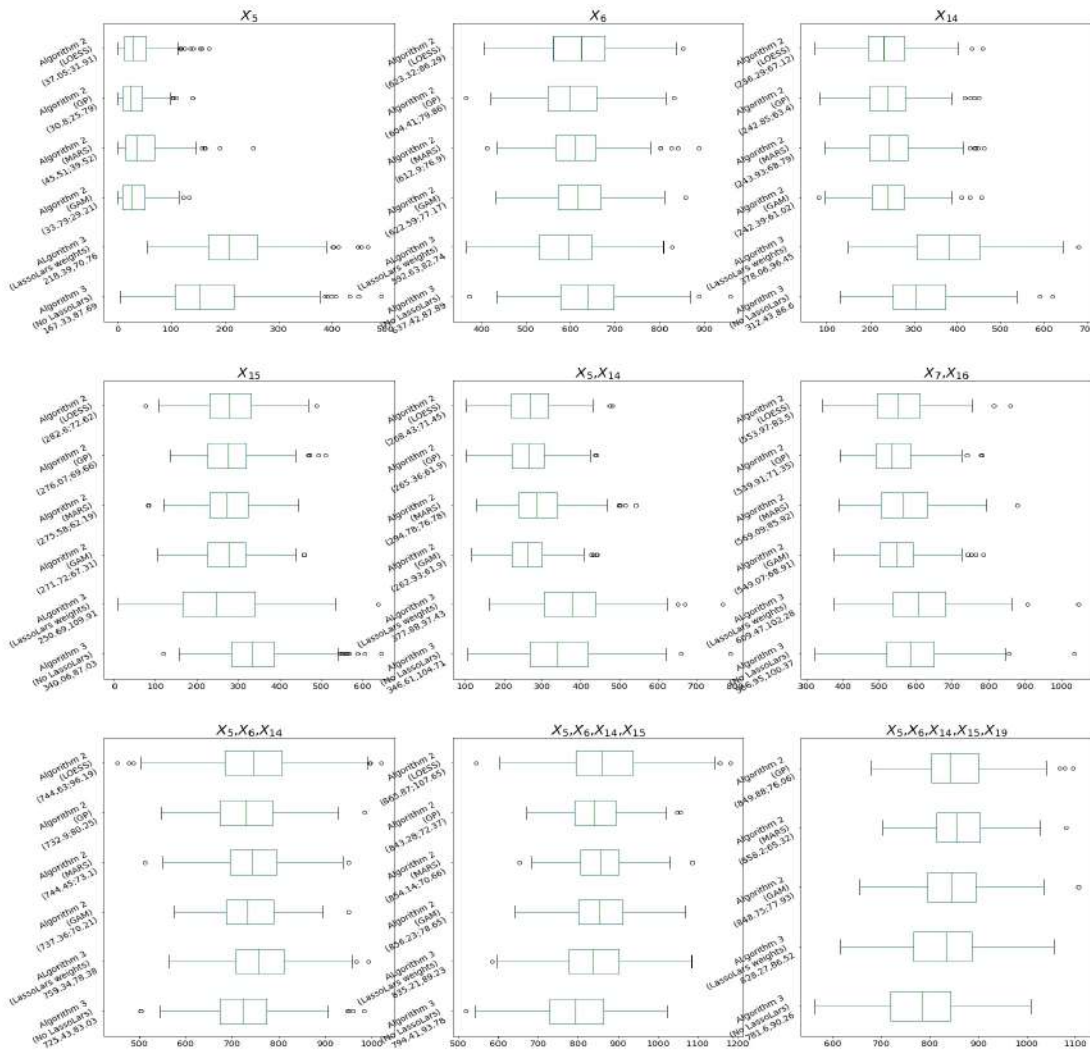 X5
Algorithm 2
(LOESS)
(37.05;31.91)
Algorithm 2
(GP)
(30.8;25.79)
Algorithm 2
(MARS)
(45.51;39.52)
Algorithm 2
(GAM)
(33.79;29.21)
ALgorithm 3
(LassoLars weights)
218.39,70.76
Algorithm 3
(No LassoLars)
167.33,87.69
0 100 200 300 400 500
X6
Algorithm 2
(LOESS)
(623.32;86.29)
Algorithm 2
(GP)
(604.41;79.86)
Algorithm 2
(MARS)
(612.9;76.9)
Algorithm 2
(GAM)
(622.59;77.17)
ALgorithm 3
(LassoLars weights)
592.63,82.74
Algorithm 3
(No LassoLars)
637.42,87.89
400 500 600 700 800 900
X14
Algorithm 2
(LOESS)
(236.29;67.12)
Algorithm 2
(GP)
(242.85;63.4)
Algorithm 2
(MARS)
(243.93;68.79)
Algorithm 2
(GAM)
(242.39;61.02)
ALgorithm 3
(LassoLars weights)
378.06,96.45
Algorithm 3
(No LassoLars)
312.43,86.6
100 200 300 400 500 600 700
X15
Algorithm 2
(LOESS)
(282.6;72.62)
Algorithm 2
(GP)
(276.07;69.66)
Algorithm 2
(MARS)
(275.58;62.19)
Algorithm 2
(GAM)
(271.72;67.31)
ALgorithm 3
(LassoLars weights)
250.69,109.91
Algorithm 3
(No LassoLars)
340.06,87.03
0 100 200 300 400 500 600
X5,X14
Algorithm 2
(LOESS)
(268.43;71.45)
Algorithm 2
(GP)
(265.36;61.9)
Algorithm 2
(MARS)
(294.78;76.78)
Algorithm 2
(GAM)
(262.93;61.9)
ALgorithm 3
(LassoLars weights)
377.88,97.43
Algorithm 3
(No LassoLars)
346.61,104.71
100 200 300 400 500 600 700 800
X7,X16
Algorithm 2
(LOESS)
(553.97;83.5)
Algorithm 2
(GP)
(539.91;71.35)
Algorithm 2
(MARS)
(569.09;85.92)
Algorithm 2
(GAM)
(549.07;68.91)
ALgorithm 3
(LassoLars weights)
609.47,102.28
Algorithm 3
(No LassoLars)
300 400 500 600 700 800 900 1000
X5,X6,X14
Algorithm 2
(LOESS)
(744.63;96.19)
Algorithm 2
(GP)
(732.9;80.25)
Algorithm 2
(MARS)
(744.45;73.1)
Algorithm 2
(GAM)
(737.36;70.21)
ALgorithm 3
(LassoLars weights)
759.34,78.38
Algorithm 3
(No LassoLars)
725.43,83.03
500 600 700 800 900 1000
X5,X6,X14,X15
Algorithm 2
(LOESS)
(865.87;107.65)
Algorithm 2
(GP)
(843.28;72.37)
Algorithm 2
(MARS)
(854.14;70.66)
Algorithm 2
(GAM)
(856.23;78.65)
ALgorithm 3
(LassoLars weights)
835.21,89.23
Algorithm 3
(No LassoLars)
799.41,93.78
500 600 700 800 900 1000 1100 1200
X5,X6,X14,X15,X19
Algorithm 2
(GP)
(849.88;76.06)
Algorithm 2
(MARS)
Algorithm 2
(GAM)
(848.75;77.93)
ALgorithm 3
(LassoLars weights)
828.27,86.52
Algorithm 3
(No LassoLars)
781.6,90.26
600 700 800 900 1000 1100